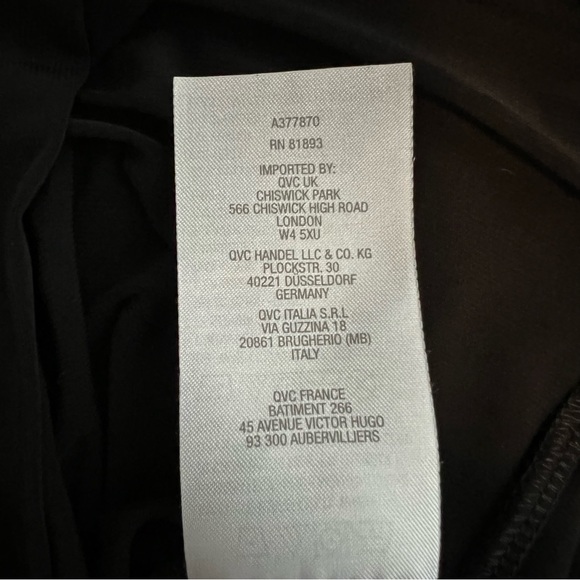 A377870
RN 81893
IMPORTED BY:
QVC UK
CHISWICK PARK
566 CHISWICK HIGH ROAD
LONDON
W4 5XU
QVC HANDEL LLC & CO. KG
PLOCKSTR. 30
40221 DÜSSELDORF
GERMANY
QVC ITALIA S.R.L
VIA GUZZINA 18
20861 BRUGHERIO (MB)
ITALY
QVC FRANCE
BATIMENT 266
45 AVENUE VICTOR HUGO
93 300 AUBERVILLIERS